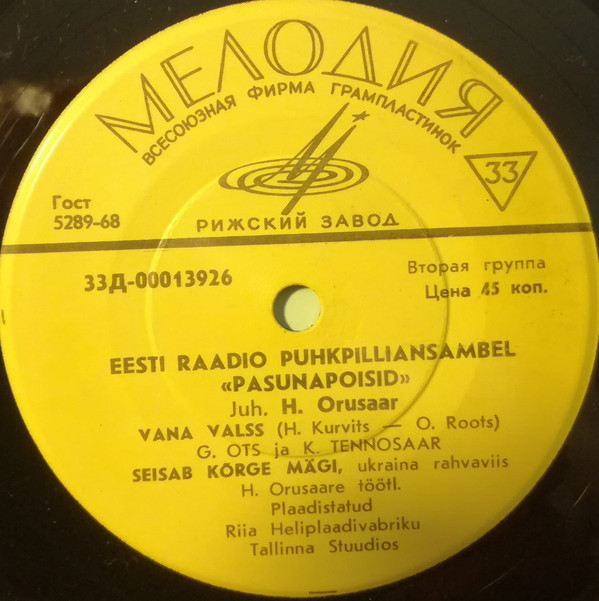 МЕЛОДИЯ
ВСЕСОЮЗНАЯ ФИРМА ГРАМПЛАСТИНОК
33
Гост
5289-68
РИЖСКИЙ ЗАВОД
33Д-00013926
Вторая группа
Цена 45 коп.
EESTI RAADIO PUHKPILLIANSAMBEL
«PASUNAPOISID»
Juh. H. Orusaar
VANA VALSS (H. Kurvits — O. Roots)
G. OTS ja K. TENNOSAAR
SEISAB KÕRGE MÄGI, ukraina rahvaviis
H. Orusaare töötl.
Plaadistatud
Riia Heliplaadivabriku
Tallinna Stuudios